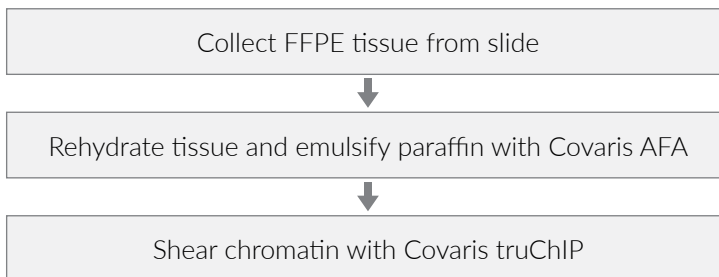 Collect FFPE tissue from slide
Rehydrate tissue and emulsify paraffin with Covaris AFA
Shear chromatin with Covaris truChIP